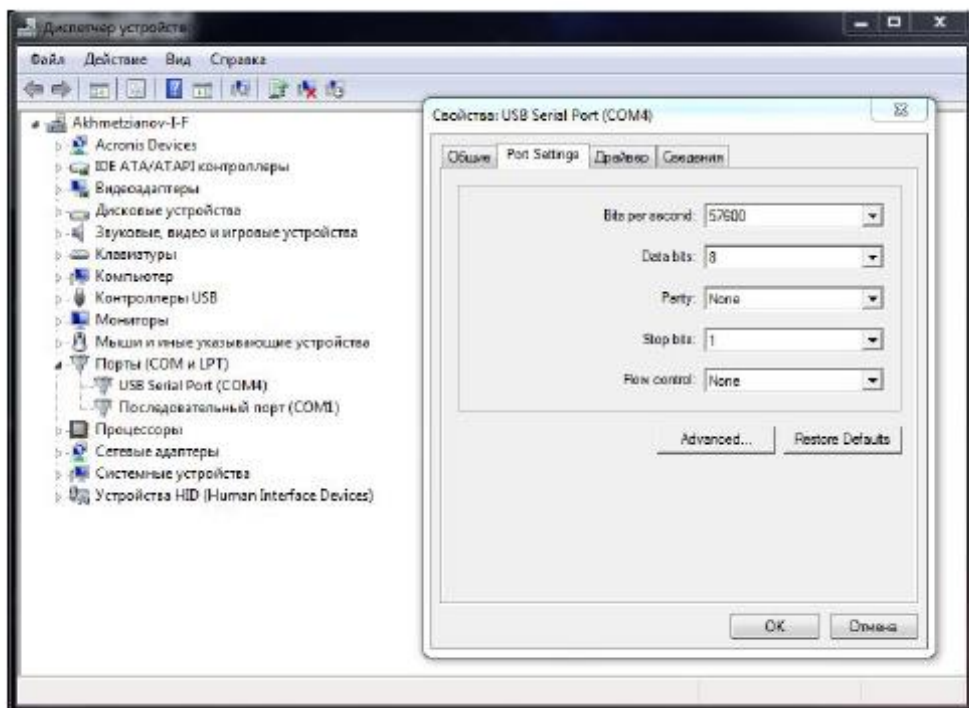 Диспетчер устройств
Файл Действие Вид Справка
Akhmetzianov-I-F
Acronis Devices
IDE ATA/ATAPI контроллеры
Видеоадаптеры
Дисковые устройства
Звуковые, видео и игровые устройства
Клавиатуры
Компьютер
Контроллеры USB
Мониторы
Мыши и иные указывающие устройства
Порты (COM и LPT)
USB Serial Port (COM4)
Последовательный порт (COM1)
Процессоры
Сетевые адаптеры
Системные устройства
Устройства HID (Human Interface Devices)
Свойства: USB Serial Port (COM4)
Общие Port Settings Драйвер Сведения
Bits per second: 57600
Data bits: 8
Parity: None
Stop bits: 1
Flow control: None
Advanced... Restore Defaults
OK Отмена